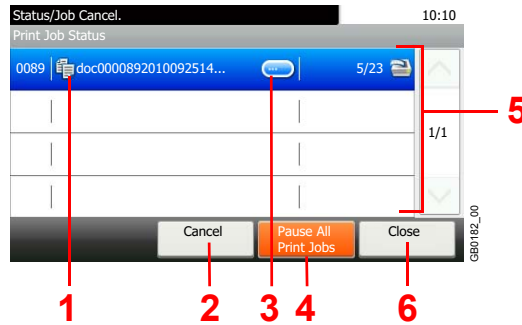 Status/Job Cancel.
10:10
Print Job Status
0089
doc0000892010092514...
...
5/23
5
1/1
Cancel
Pause All
Print Jobs
Close
GB0182_00
1
2
3
4
6